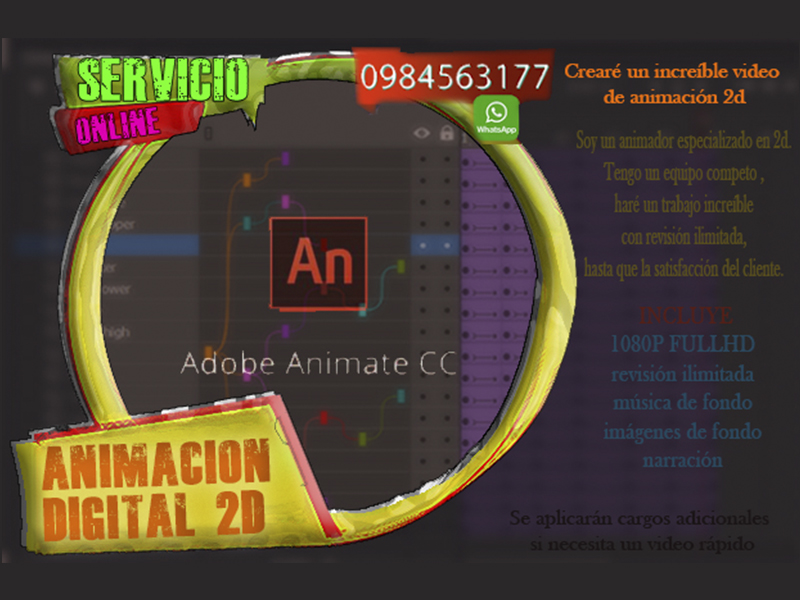 SERVICIO
ONLINE
0984563177
WhatsApp
Crearé un increíble video
de animación 2d
Soy un animador especializado en 2d.
Tengo un equipo competo ,
haré un trabajo increíble
con revisión ilimitada,
hasta que la satisfacción del cliente.
INCLUYE
1080P FULLHD
revisión ilimitada
música de fondo
imágenes de fondo
narración
Se aplicarán cargos adicionales
si necesita un video rápido
An
Adobe Animate CC
ANIMACION
DIGITAL 2D